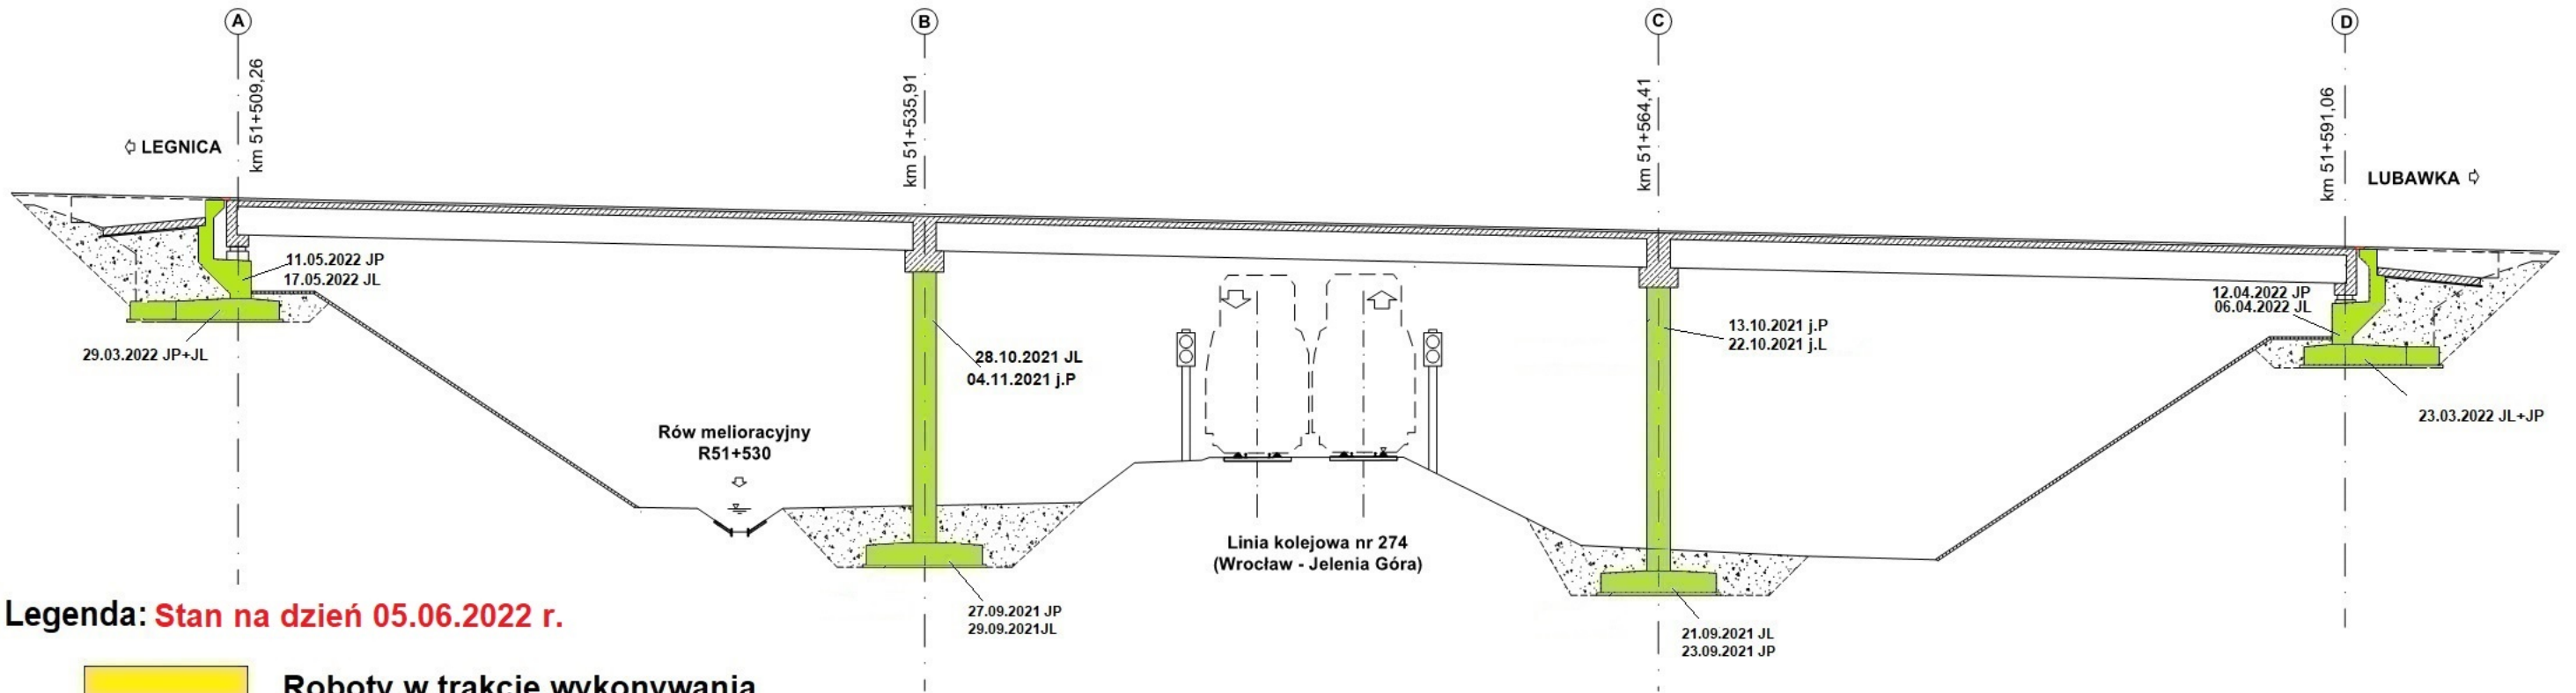 A
B
C
D
km 51+509,26
km 51+535,91
km 51+564,41
km 51+591,06
LEGNICA
LUBAWKA
11.05.2022 JP
17.05.2022 JL
29.03.2022 JP+JL
28.10.2021 JL
04.11.2021 j.P
13.10.2021 j.P
22.10.2021 j.L
12.04.2022 JP
06.04.2022 JL
23.03.2022 JL+JP
Rów melioracyjny
R51+530
Linia kolejowa nr 274
(Wrocław - Jelenia Góra)
27.09.2021 JP
29.09.2021JL
21.09.2021 JL
23.09.2021 JP
Legenda: Stan na dzień 05.06.2022 r.
Roboty w trakcie wykonywania